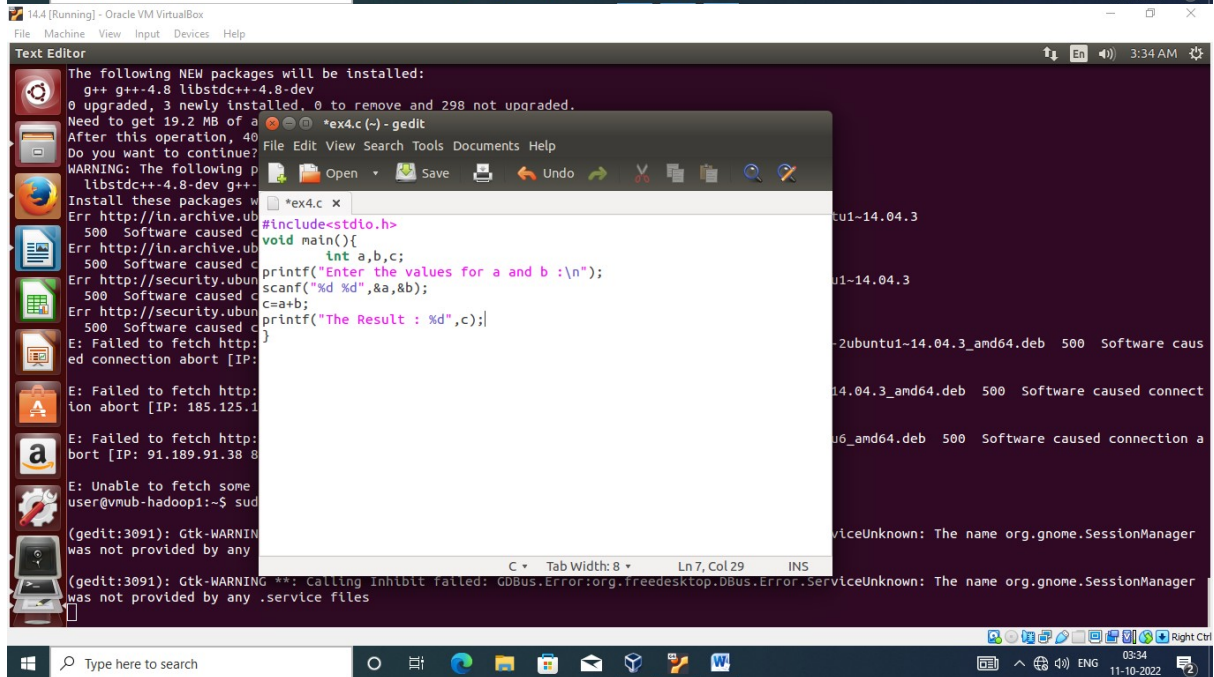 14.4 [Running] - Oracle VM VirtualBox
File Machine View Input Devices Help
Text Editor
En
3:34 AM
The following NEW packages will be installed:
g++ g++-4.8 libstdc++-4.8-dev
0 upgraded, 3 newly installed, 0 to remove and 298 not upgraded.
Need to get 19.2 MB of a
After this operation, 40
Do you want to continue?
WARNING: The following p
libstdc++-4.8-dev g++-
Install these packages w
Err http://in.archive.ub
tu1~14.04.3
500 Software caused c
Err http://in.archive.ub
500 Software caused c
Err http://security.ubun
u1~14.04.3
500 Software caused c
Err http://security.ubun
500 Software caused c
E: Failed to fetch http:
-2ubuntu1~14.04.3_amd64.deb 500 Software caus
ed connection abort [IP:
E: Failed to fetch http:
14.04.3_amd64.deb 500 Software caused connect
ion abort [IP: 185.125.1
E: Failed to fetch http:
u6_amd64.deb 500 Software caused connection a
bort [IP: 91.189.91.38 8
E: Unable to fetch some
user@vmub-hadoop1:~$ sud
(gedit:3091): Gtk-WARNIN
viceUnknown: The name org.gnome.SessionManager
was not provided by any
(gedit:3091): Gtk-WARNING **: Calling Inhibit failed: GDBus.Error:org.freedesktop.DBus.Error.ServiceUnknown: The name org.gnome.SessionManager
was not provided by any .service files
*ex4.c (~) - gedit
File Edit View Search Tools Documents Help
Open Save Undo
*ex4.c x
#include<stdio.h>
void main(){
int a,b,c;
printf("Enter the values for a and b :\n");
scanf("%d %d",&a,&b);
c=a+b;
printf("The Result : %d",c);
}
C Tab Width: 8 Ln 7, Col 29 INS
Right Ctrl
Type here to search
ENG
03:34
11-10-2022
2